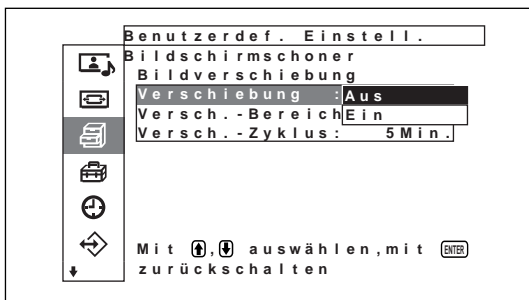 Benutzerdef. Einstell.
Bildschirmschoner
Bildverschiebung
Verschiebung : Aus
Versch.-Bereich Ein
Versch.-Zyklus: 5Min.
Mit ↑,↓ auswählen,mit ENTER
zurückschalten